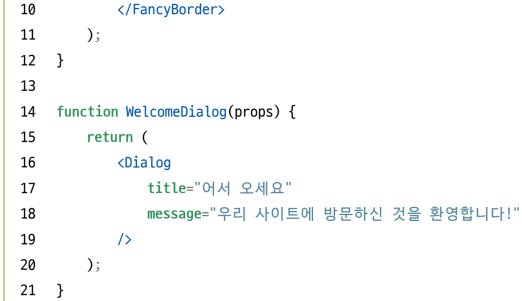 10 </FancyBorder>
11 );
12 }
13
14 function WelcomeDialog(props) {
15 return (
16 <Dialog
17 title="어서 오세요"
18 message="우리 사이트에 방문하신 것을 환영합니다!"
19 />
20 );
21 }